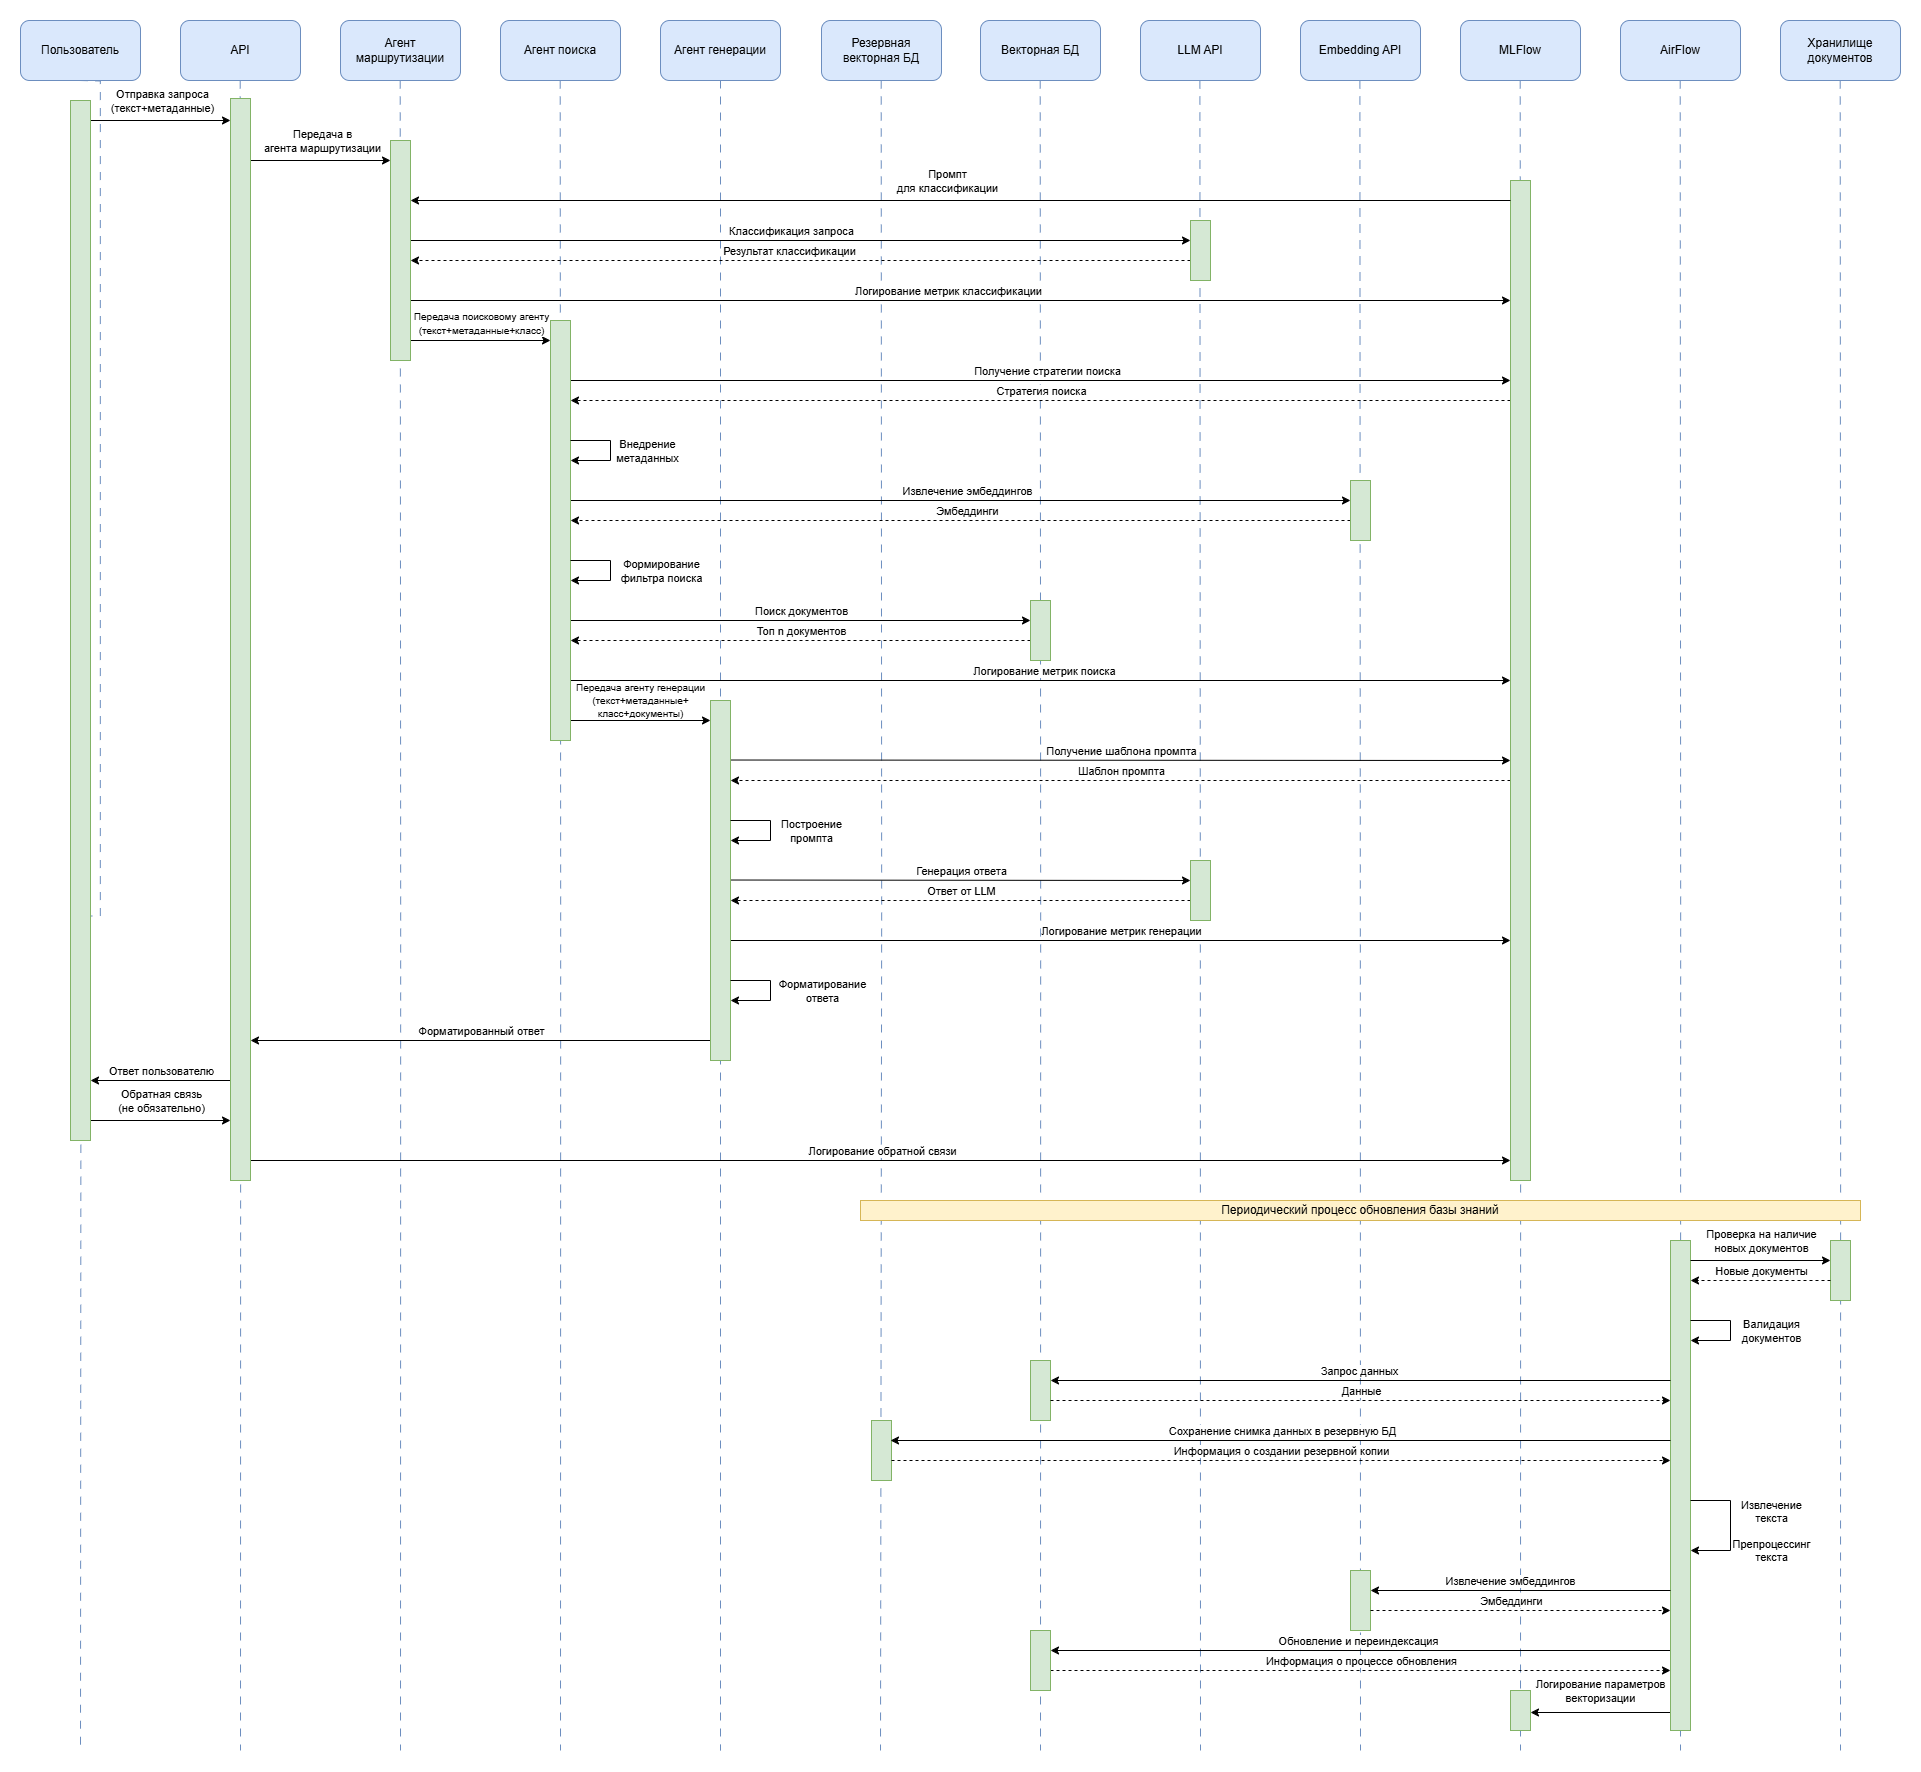 Пользователь
API
Агент
маршрутизации
Агент поиска
Агент генерации
Резервная
векторная БД
Векторная БД
LLM API
Embedding API
MLFlow
AirFlow
Хранилище
документов
Отправка запроса
(текст+метаданные)
Передача в
агента маршрутизации
Промпт
для классификации
Классификация запроса
Результат классификации
Логирование метрик классификации
Передача поисковому агенту
(текст+метаданные+класс)
Получение стратегии поиска
Стратегия поиска
Внедрение
метаданных
Извлечение эмбеддингов
Эмбеддинги
Формирование
фильтра поиска
Поиск документов
Топ n документов
Логирование метрик поиска
Передача агенту генерации
(текст+метаданные+
класс+документы)
Получение шаблона промпта
Шаблон промпта
Построение
промпта
Генерация ответа
Ответ от LLM
Логирование метрик генерации
Форматирование
ответа
Форматированный ответ
Ответ пользователю
Обратная связь
(не обязательно)
Логирование обратной связи
Периодический процесс обновления базы знаний
Проверка на наличие
новых документов
Новые документы
Валидация
документов
Запрос данных
Данные
Сохранение снимка данных в резервную БД
Информация о создании резервной копии
Извлечение
текста
Препроцессинг
текста
Извлечение эмбеддингов
Эмбеддинги
Обновление и переиндексация
Информация о процессе обновления
Логирование параметров
векторизации